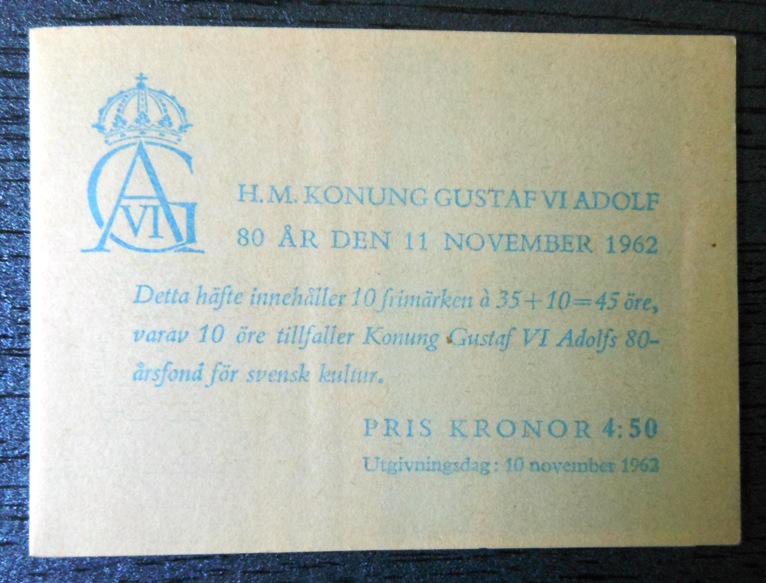 GA VI
H. M. KONUNG GUSTAF VI ADOLF
80 ÅR DEN 11 NOVEMBER 1962
Detta häfte innehåller 10 frimärken à 35+10=45 öre,
varav 10 öre tillfaller Konung Gustaf VI Adolfs 80-
årsfond för svensk kultur.
PRIS KRONOR 4:50
Utgivningsdag: 10 november 1962